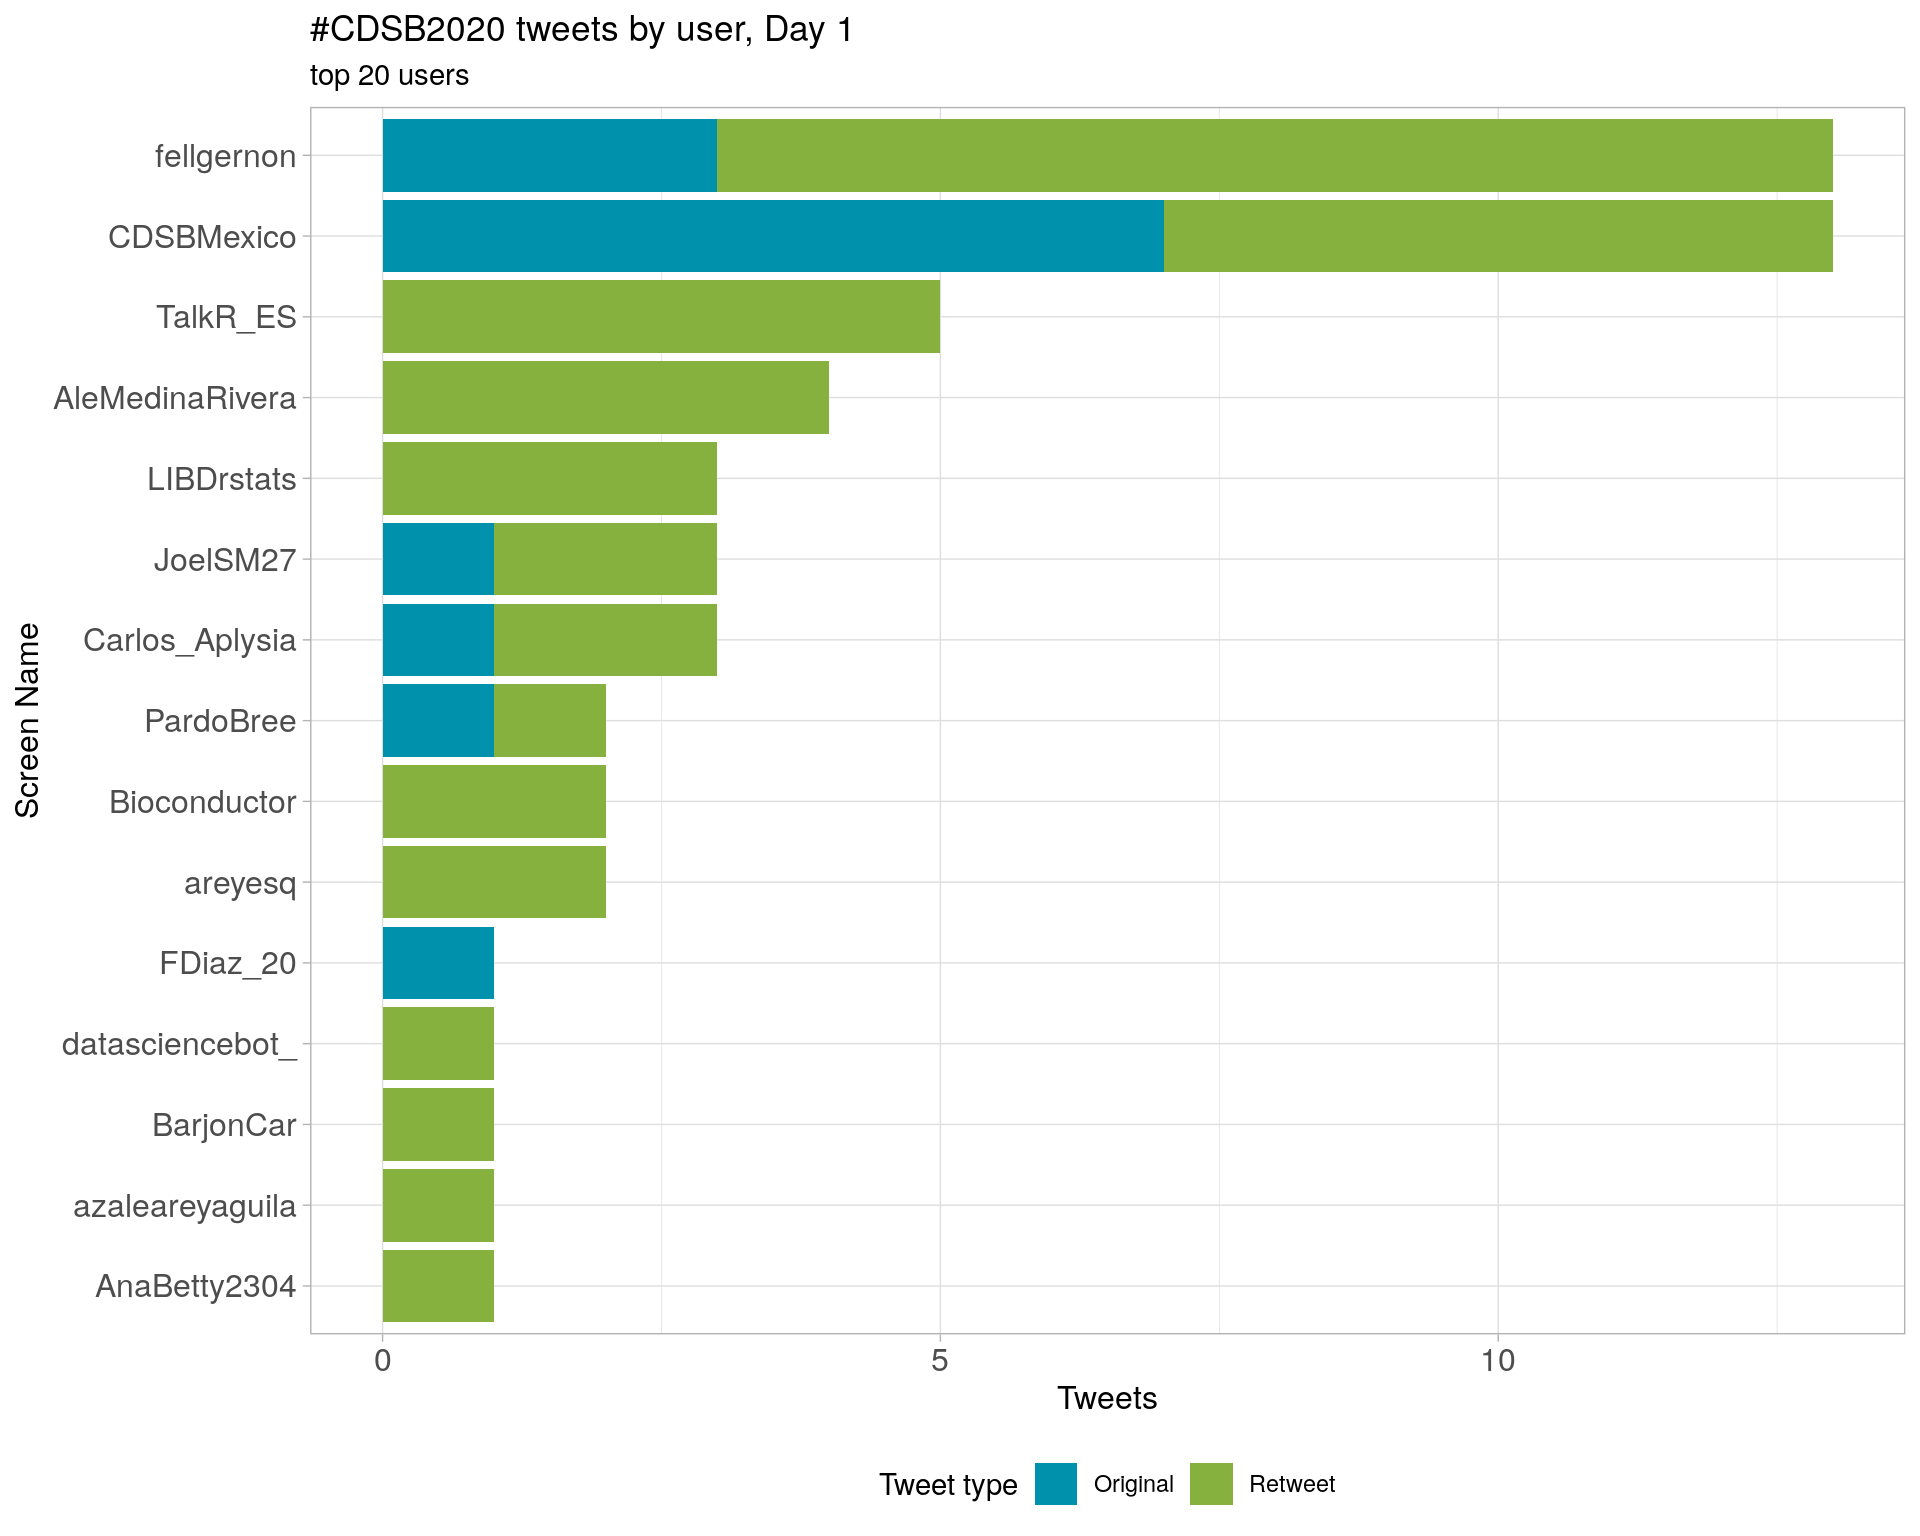 #CDSB2020 tweets by user, Day 1
top 20 users
Screen Name
fellgernon
CDSBMexico
TalkR_ES
AleMedinaRivera
LIBDrstats
JoelSM27
Carlos_Aplysia
PardoBree
Bioconductor
areyesq
FDiaz_20
datasciencebot_
BarjonCar
azaleareyaguila
AnaBetty2304
0 5 10
Tweets
Tweet type Original Retweet